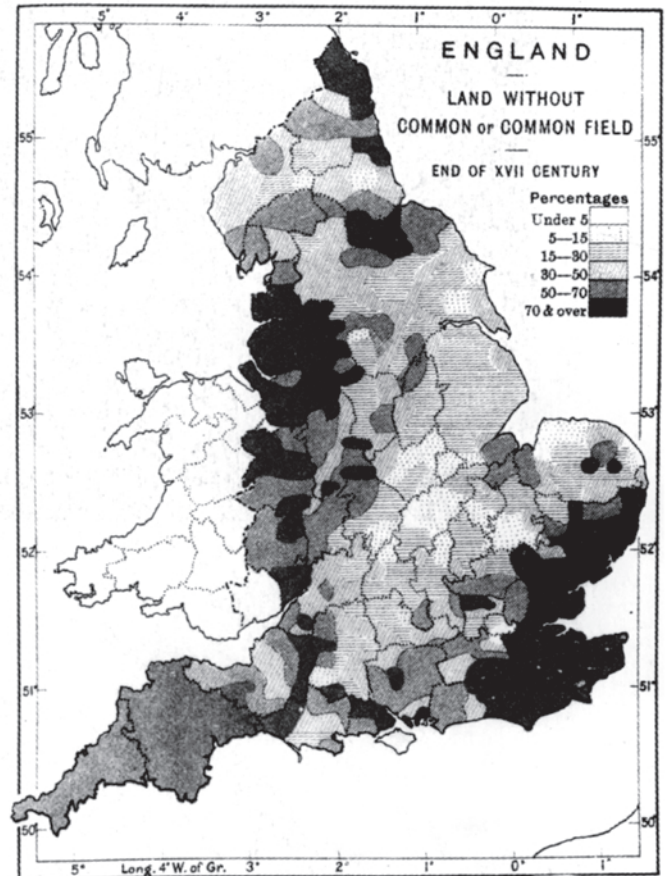 4° 3° 2° 1° 0° 1°
ENGLAND
LAND WITHOUT
COMMON or COMMON FIELD
END OF XVII CENTURY
Percentages
Under 5
5—15
15—30
30—50
50—70
70 & over
55° 55°
54° 54°
53° 53°
52° 52°
51° 51°
50° 50°
5° Long. 4° W. of Gr. 3° 2° 1° 0° 1°